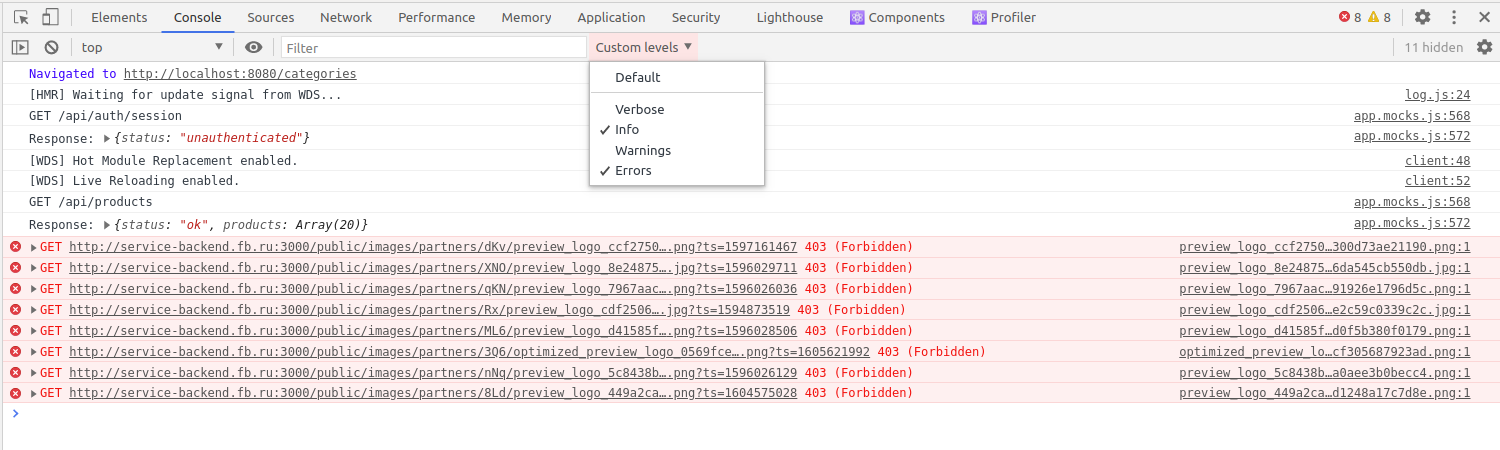 Elements Console Sources Network Performance Memory Application Security Lighthouse Components Profiler 8 8
top Filter Custom levels ▼ 11 hidden
Default
Verbose
✓ Info
Warnings
✓ Errors
Navigated to http://localhost:8080/categories
[HMR] Waiting for update signal from WDS... log.js:24
GET /api/auth/session app.mocks.js:568
Response: ▶{status: "unauthenticated"} app.mocks.js:572
[WDS] Hot Module Replacement enabled. client:48
[WDS] Live Reloading enabled. client:52
GET /api/products app.mocks.js:568
Response: ▶{status: "ok", products: Array(20)} app.mocks.js:572
▶GET http://service-backend.fb.ru:3000/public/images/partners/dKv/preview_logo_ccf2750….png?ts=1597161467 403 (Forbidden) preview_logo_ccf2750…300d73ae21190.png:1
▶GET http://service-backend.fb.ru:3000/public/images/partners/XNO/preview_logo_8e24875….jpg?ts=1596029711 403 (Forbidden) preview_logo_8e24875…6da545cb550db.jpg:1
▶GET http://service-backend.fb.ru:3000/public/images/partners/qKN/preview_logo_7967aac….png?ts=1596026036 403 (Forbidden) preview_logo_7967aac…91926e1796d5c.png:1
▶GET http://service-backend.fb.ru:3000/public/images/partners/Rx/preview_logo_cdf2506….jpg?ts=1594873519 403 (Forbidden) preview_logo_cdf2506…e2c59c0339c2c.jpg:1
▶GET http://service-backend.fb.ru:3000/public/images/partners/ML6/preview_logo_d41585f….png?ts=1596028506 403 (Forbidden) preview_logo_d41585f…d0f5b380f0179.png:1
▶GET http://service-backend.fb.ru:3000/public/images/partners/3Q6/optimized_preview_logo_0569fce….png?ts=1605621992 403 (Forbidden) optimized_preview_lo…cf305687923ad.png:1
▶GET http://service-backend.fb.ru:3000/public/images/partners/nNq/preview_logo_5c8438b….png?ts=1596026129 403 (Forbidden) preview_logo_5c8438b…a0aee3b0becc4.png:1
▶GET http://service-backend.fb.ru:3000/public/images/partners/8Ld/preview_logo_449a2ca….png?ts=1604575028 403 (Forbidden) preview_logo_449a2ca…d1248a17c7d8e.png:1